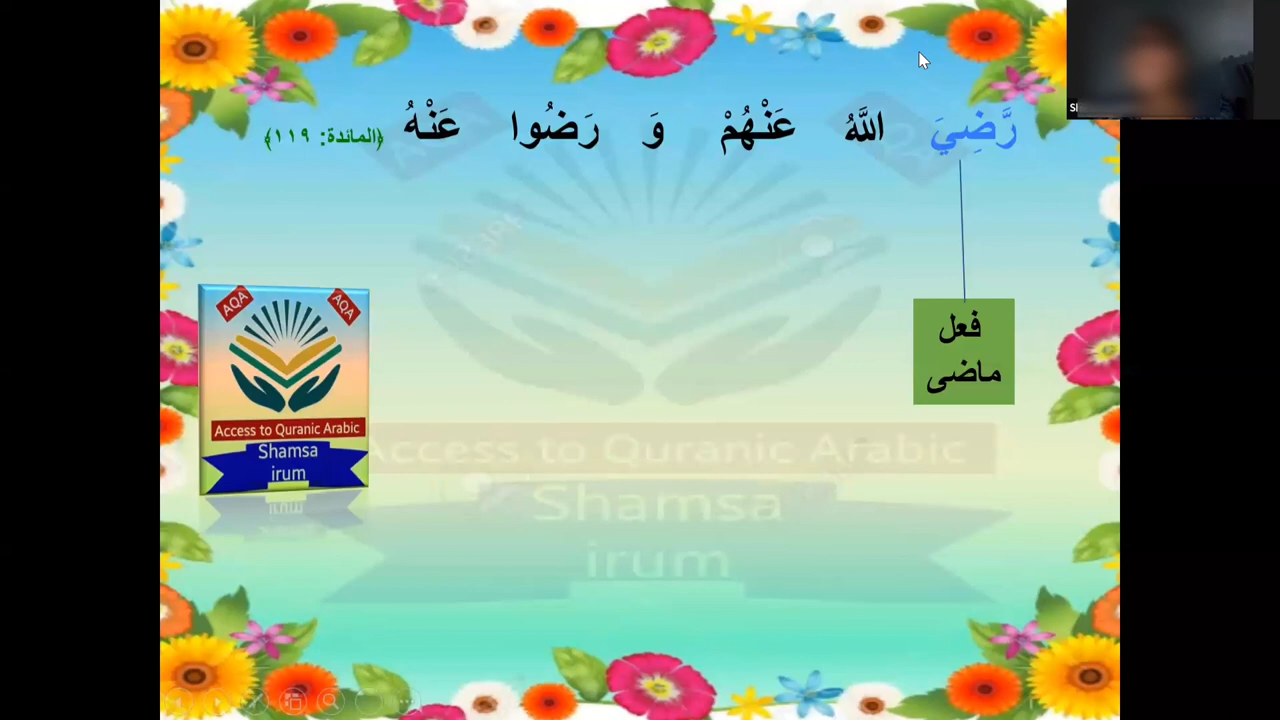 رَّضِيَ اللَّهُ عَنْهُمْ وَ رَضُوا عَنْهُ ﴿المائدة: ١١٩﴾
فعل
ماضی
AQA AQA
Access to Quranic Arabic
Shamsa
irum
Access to Quranic Arabic
Shamsa
irum